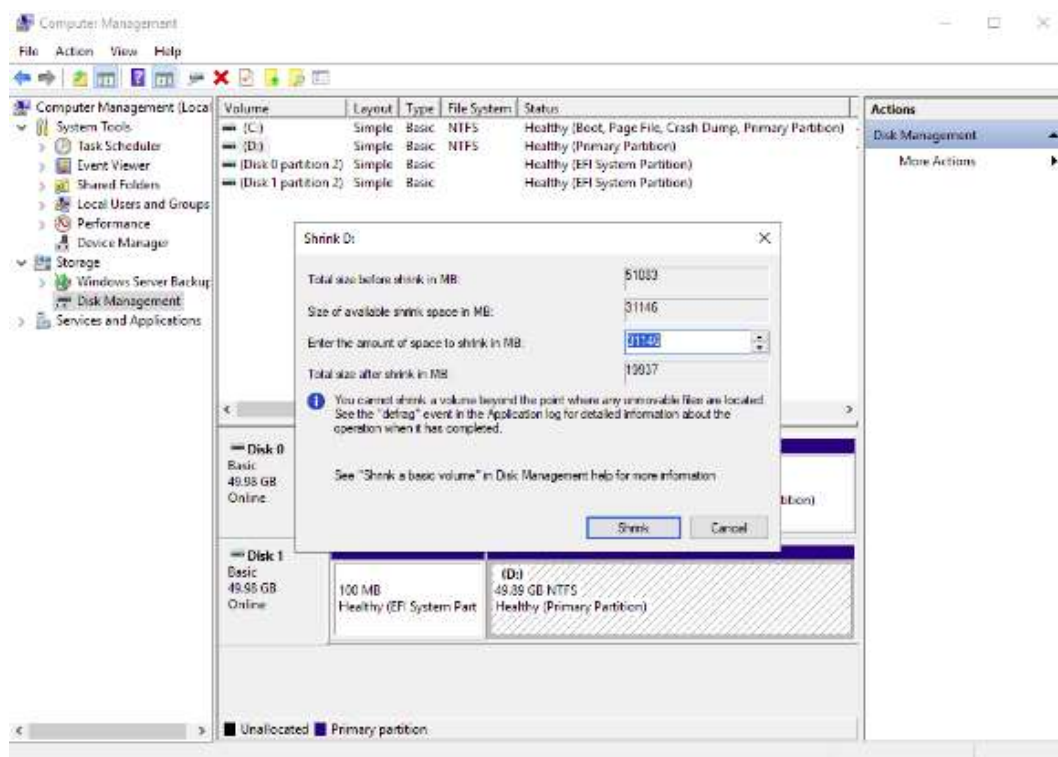 Computer Management
File Action View Help
Computer Management (Local
System Tools
Task Scheduler
Event Viewer
Shared Folders
Local Users and Groups
Performance
Device Manager
Storage
Windows Server Backup
Disk Management
Services and Applications
Volume Layout Type File System Status
(C:) Simple Basic NTFS Healthy (Boot, Page File, Crash Dump, Primary Partition)
(D:) Simple Basic NTFS Healthy (Primary Partition)
(Disk 0 partition 2) Simple Basic Healthy (EFI System Partition)
(Disk 1 partition 2) Simple Basic Healthy (EFI System Partition)
Actions
Disk Management
More Actions
Shrink D:
Total size before shrink in MB: 51083
Size of available shrink space in MB: 31146
Enter the amount of space to shrink in MB: 31146
Total size after shrink in MB: 19937
You cannot shrink a volume beyond the point where any unmovable files are located.
See the "defrag" event in the Application log for detailed information about the
operation when it has completed.
See "Shrink a basic volume" in Disk Management help for more information
Shrink Cancel
Disk 0
Basic
49.98 GB
Online
tition)
Disk 1
Basic
49.98 GB
Online
100 MB
Healthy (EFI System Part
(D:)
49.89 GB NTFS
Healthy (Primary Partition)
Unallocated Primary partition